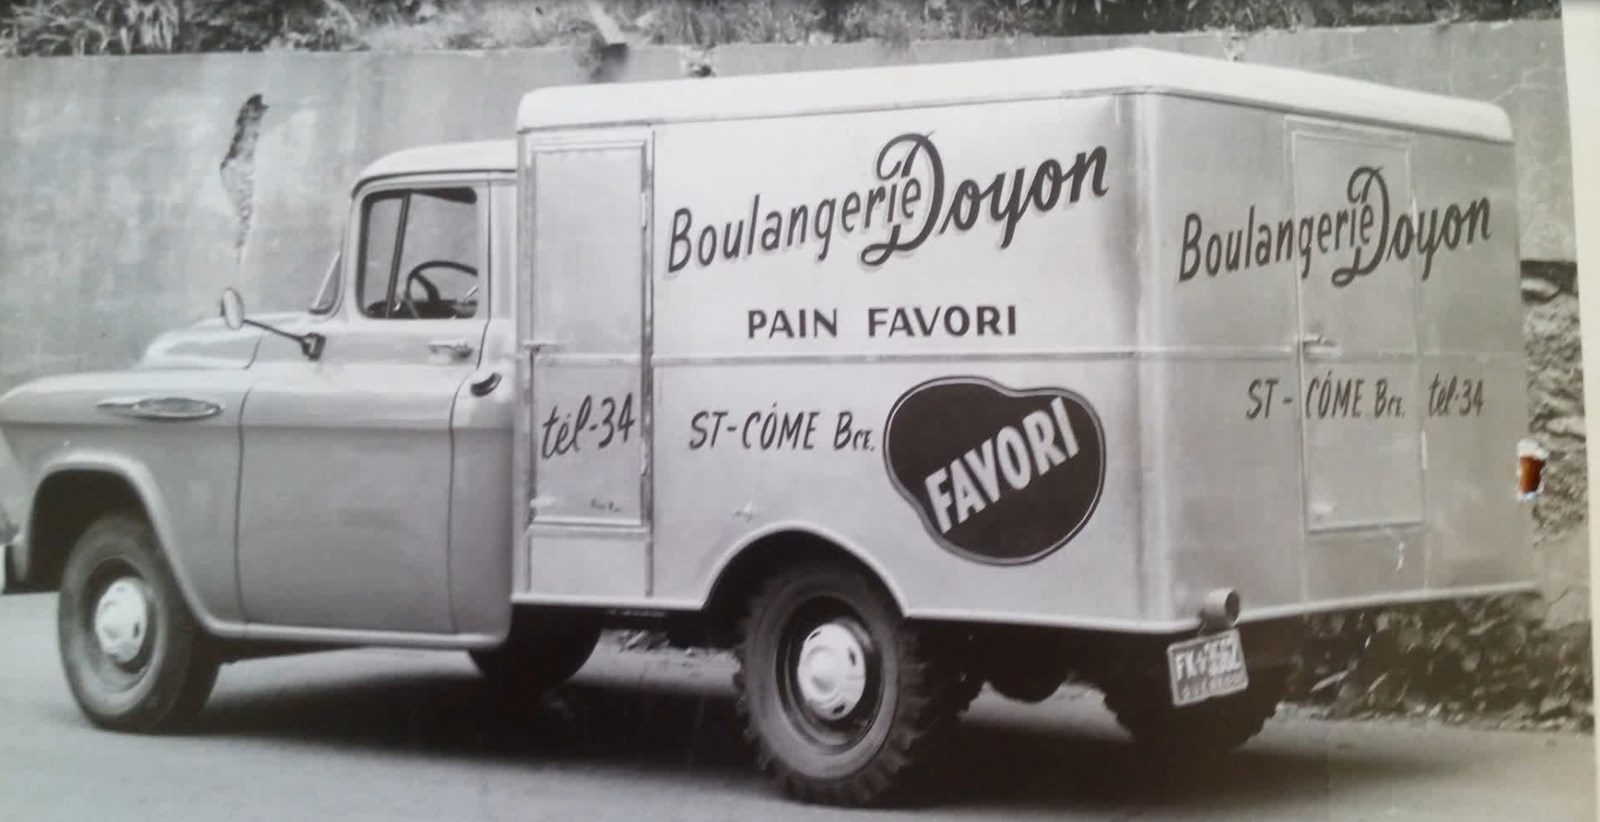 Boulangerie Doyon
PAIN FAVORI
tél-34
ST-CÔME Bce.
FAVORI
Boulangerie Doyon
ST-CÔME Bce. tél-34